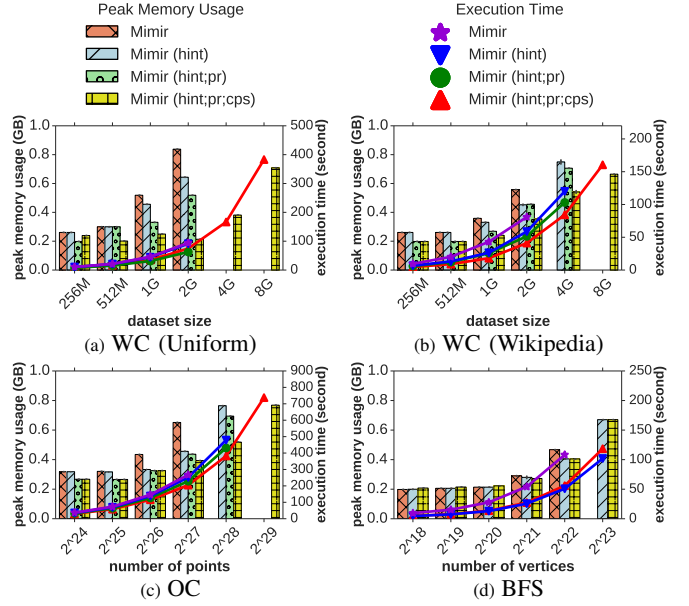 Peak Memory Usage
Mimir
Mimir (hint)
Mimir (hint;pr)
Mimir (hint;pr;cps)
Execution Time
Mimir
Mimir (hint)
Mimir (hint;pr)
Mimir (hint;pr;cps)
peak memory usage (GB)
1.0
0.8
0.6
0.4
0.2
0.0
500
400
300
200
100
0
execution time (second)
256M
512M
1G
2G
4G
8G
dataset size
(a) WC (Uniform)
peak memory usage (GB)
1.0
0.8
0.6
0.4
0.2
0.0
200
150
100
50
0
execution time (second)
256M
512M
1G
2G
4G
8G
dataset size
(b) WC (Wikipedia)
peak memory usage (GB)
1.0
0.8
0.6
0.4
0.2
0.0
900
800
700
600
500
400
300
200
100
0
execution time (second)
2^24
2^25
2^26
2^27
2^28
2^29
number of points
(c) OC
peak memory usage (GB)
1.0
0.8
0.6
0.4
0.2
0.0
250
200
150
100
50
0
execution time (second)
2^18
2^19
2^20
2^21
2^22
2^23
number of vertices
(d) BFS